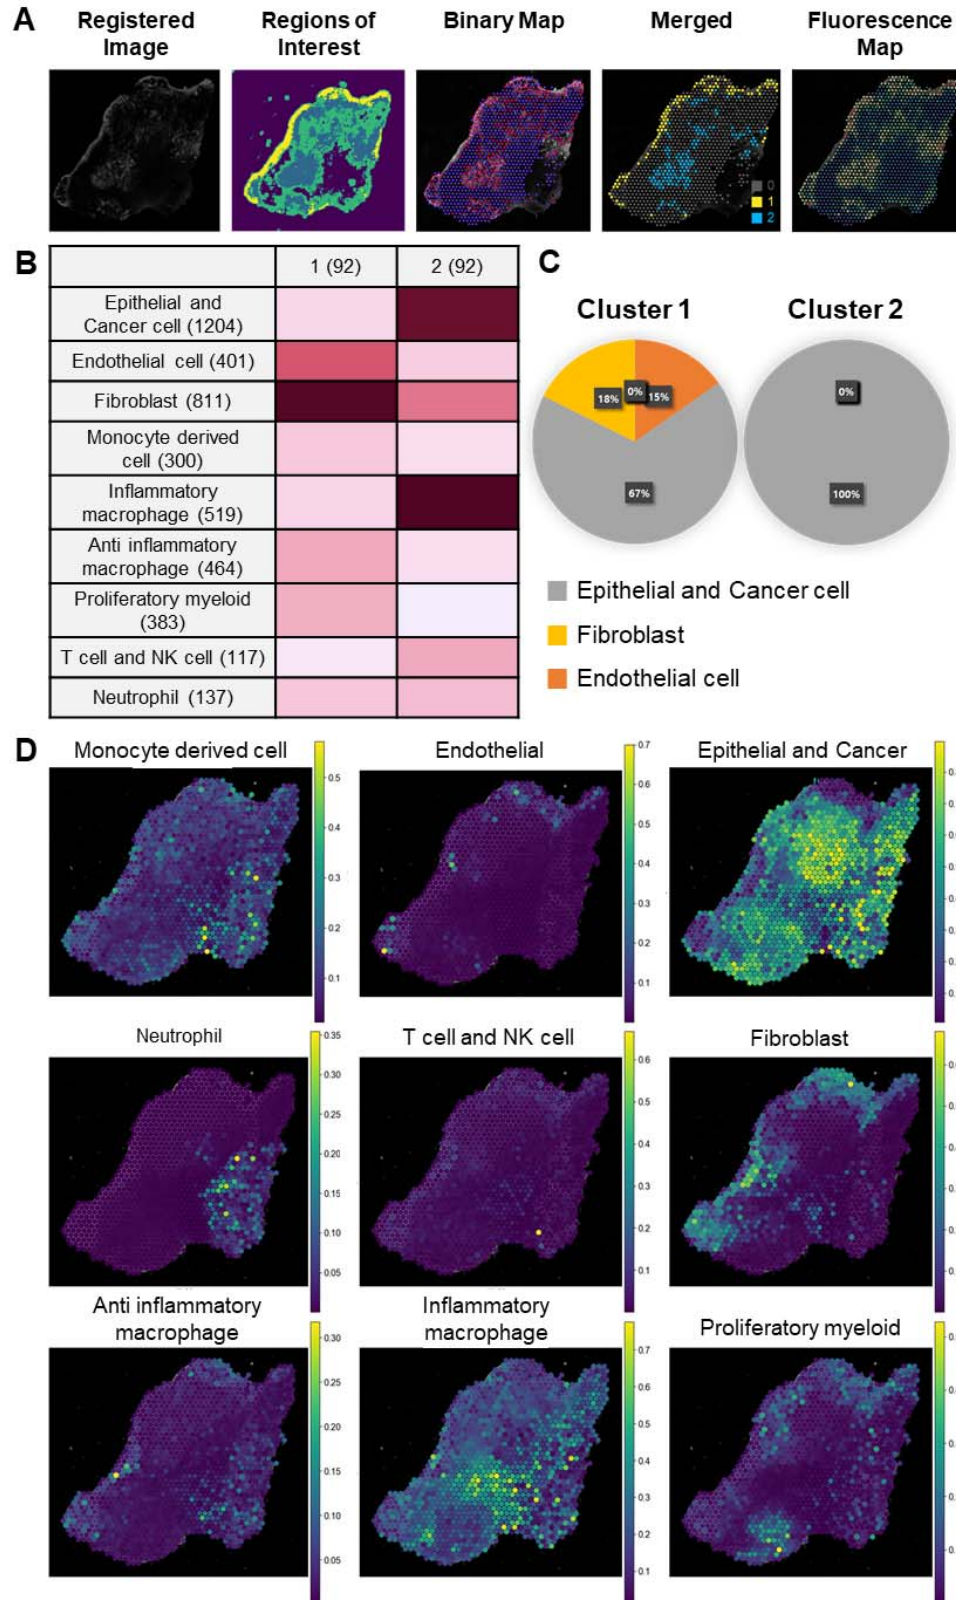 A
Registered
Image
Regions of
Interest
Binary Map
Merged
Fluorescence
Map
0
1
2
B
1 (92)
2 (92)
Epithelial and
Cancer cell (1204)
Endothelial cell (401)
Fibroblast (811)
Monocyte derived
cell (300)
Inflammatory
macrophage (519)
Anti inflammatory
macrophage (464)
Proliferatory myeloid
(383)
T cell and NK cell (117)
Neutrophil (137)
C
Cluster 1
Cluster 2
18%
0%
15%
67%
0%
100%
Epithelial and Cancer cell
Fibroblast
Endothelial cell
D
Monocyte derived cell
0.5
0.4
0.3
0.2
0.1
Endothelial
0.7
0.6
0.5
0.4
0.3
0.2
0.1
Epithelial and Cancer
Neutrophil
0.35
0.30
0.25
0.20
0.15
0.10
0.05
T cell and NK cell
0.6
0.5
0.4
0.3
0.2
0.1
Fibroblast
Anti inflammatory
macrophage
0.30
0.25
0.20
0.15
0.10
0.05
Inflammatory
macrophage
0.7
0.6
0.5
0.4
0.3
0.2
0.1
Proliferatory myeloid